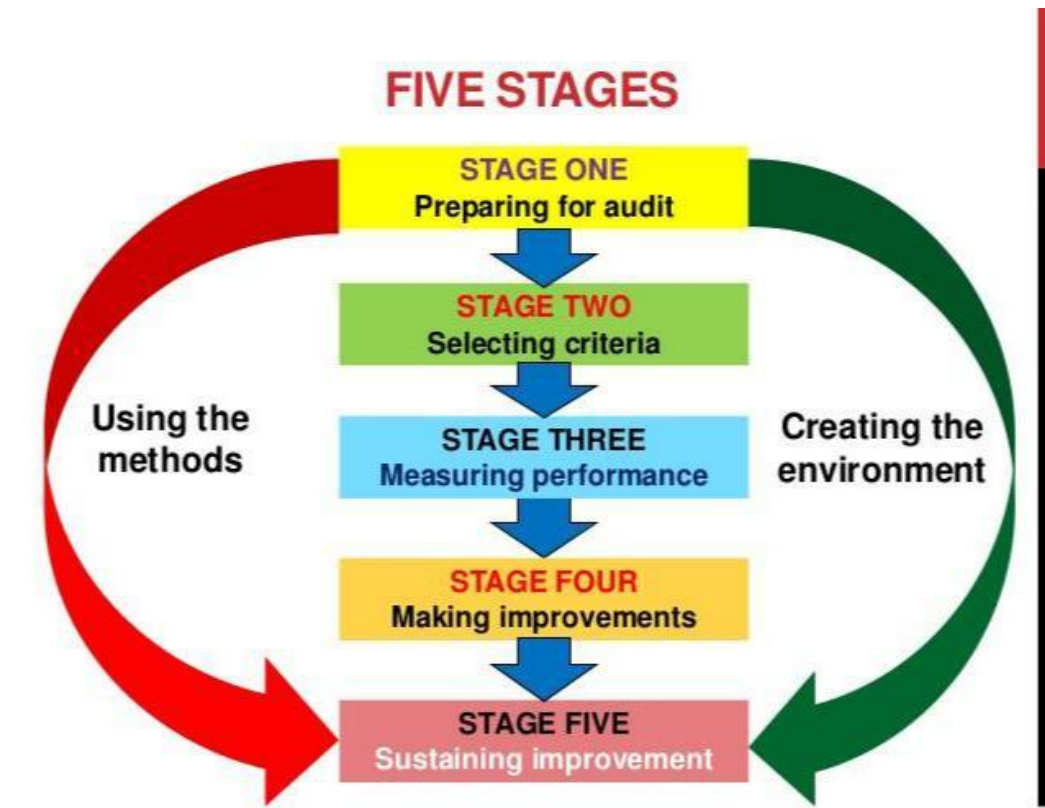 FIVE STAGES
STAGE ONE
Preparing for audit
STAGE TWO
Selecting criteria
Using the
methods
STAGE THREE
Measuring performance
Creating the
environment
STAGE FOUR
Making improvements
STAGE FIVE
Sustaining improvement